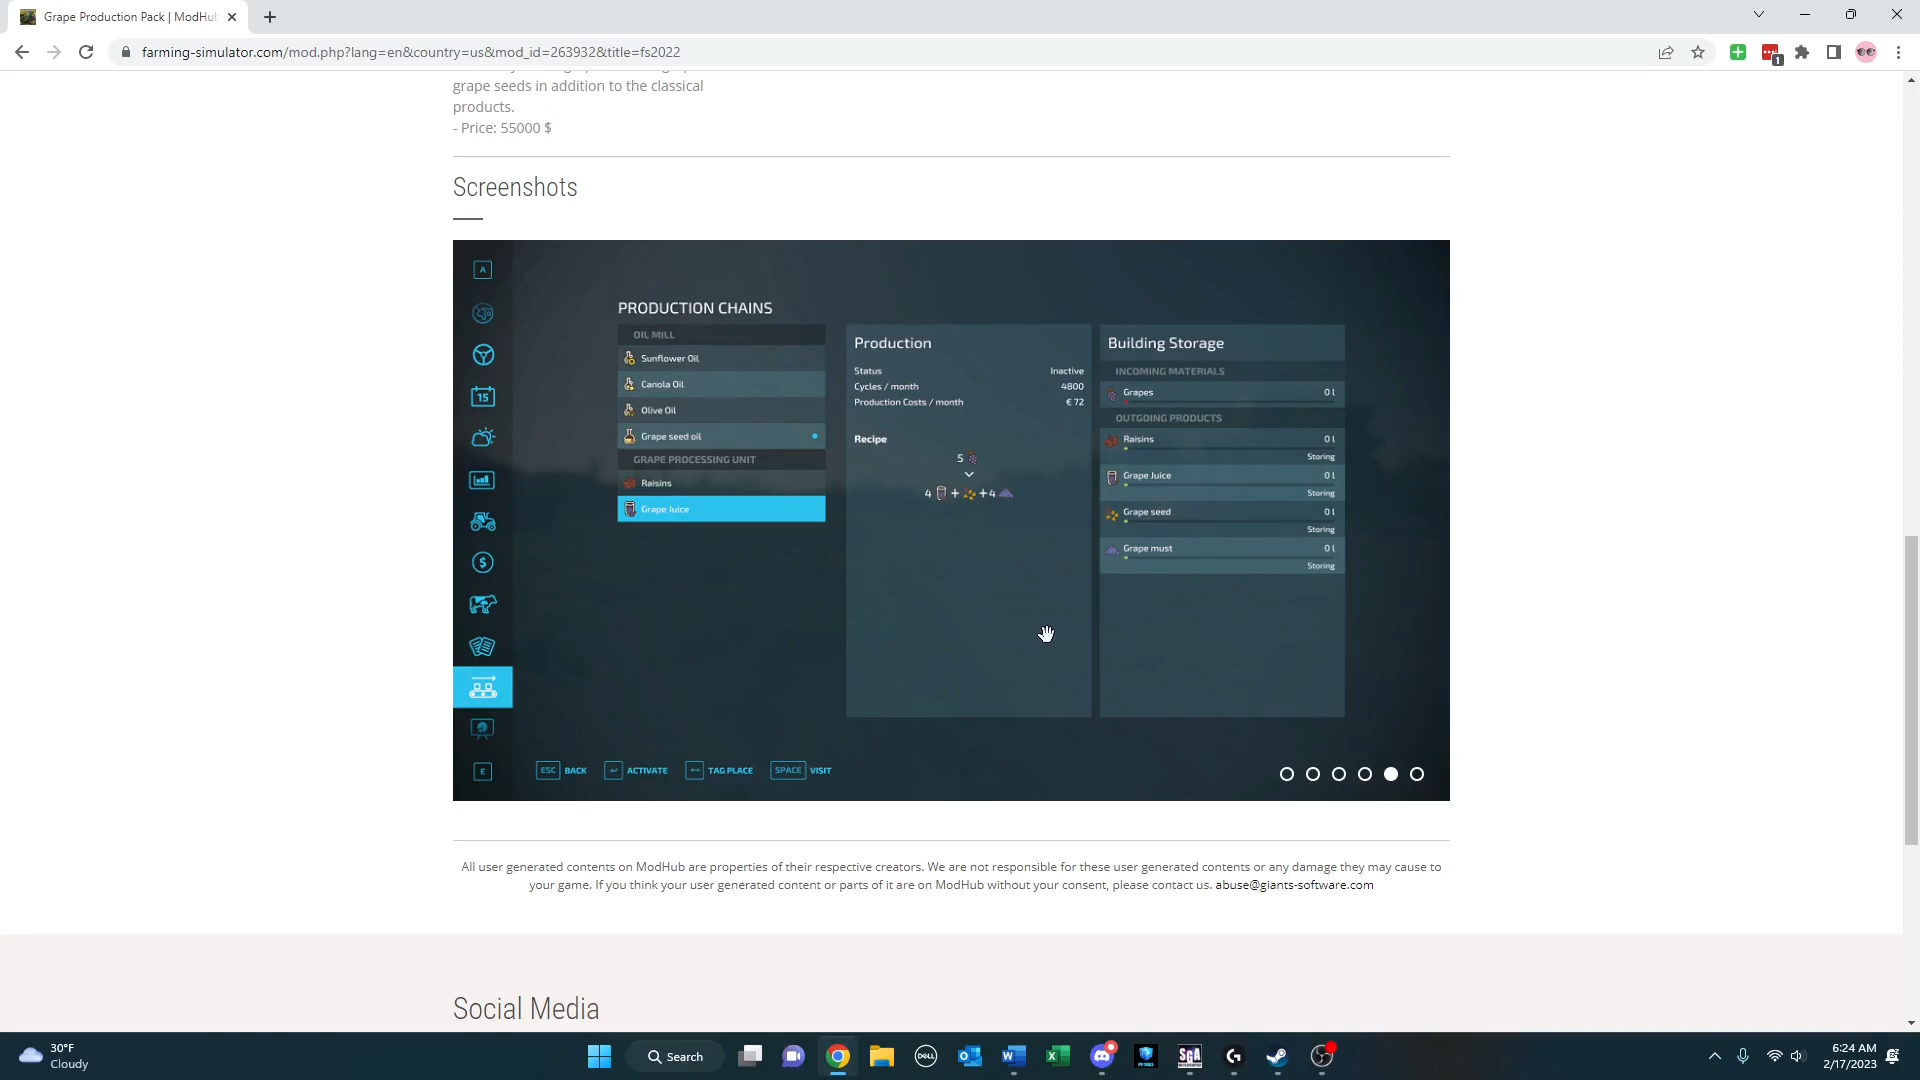 Grape Production Pack | ModHub
farming-simulator.com/mod.php?lang=en&country=us&mod_id=263932&title=fs2022
1
grape seeds in addition to the classical
products.
- Price: 55000 $
Screenshots
A
15
E
PRODUCTION CHAINS
OIL MILL
Sunflower Oil
Canola Oil
Olive Oil
Grape seed oil
GRAPE PROCESSING UNIT
Raisins
Grape Juice
Production
Status Inactive
Cycles / month 4800
Production Costs / month € 72
Recipe
5
4 + +4
Building Storage
INCOMING MATERIALS
Grapes 0 l
OUTGOING PRODUCTS
Raisins 0 l
Storing
Grape Juice 0 l
Storing
Grape seed 0 l
Storing
Grape must 0 l
Storing
ESC BACK ACTIVATE TAG PLACE SPACE VISIT
All user generated contents on ModHub are properties of their respective creators. We are not responsible for these user generated contents or any damage they may cause to
your game. If you think your user generated content or parts of it are on ModHub without your consent, please contact us. abuse@giants-software.com
Social Media
30°F
Cloudy
Search
DELL
SGA
6:24 AM
2/17/2023